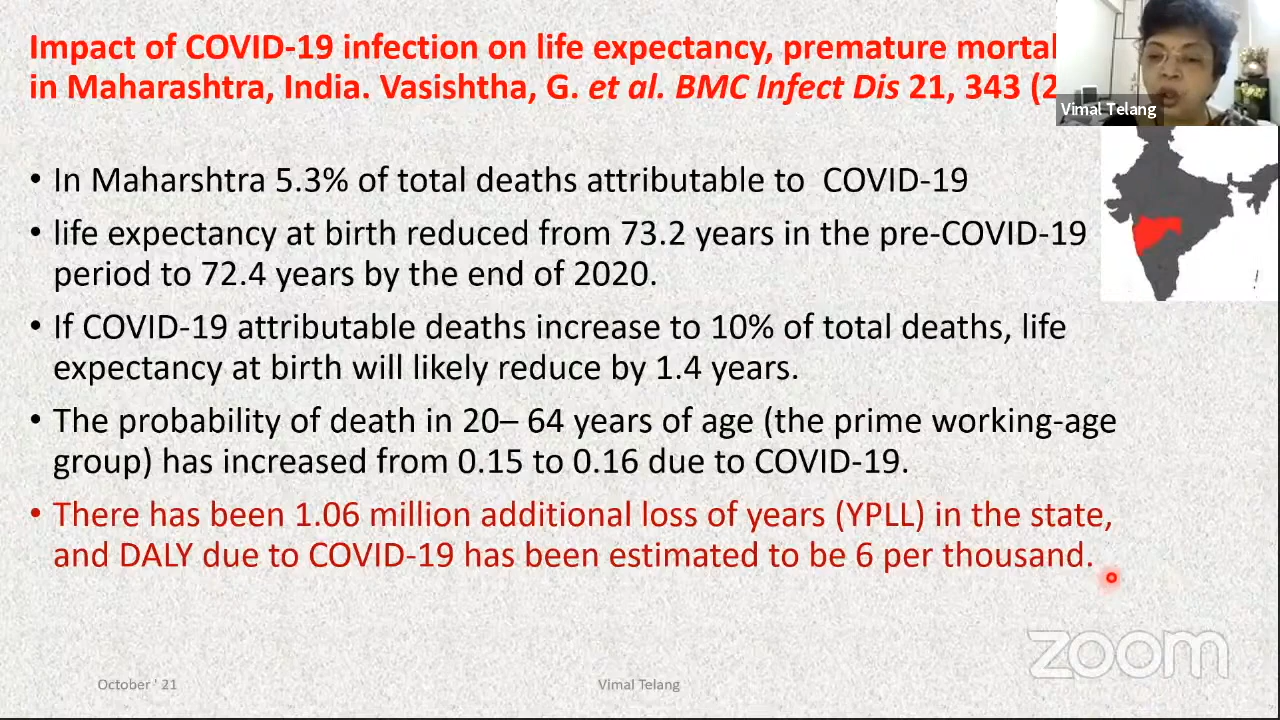 Impact of COVID-19 infection on life expectancy, premature mortal
in Maharashtra, India. Vasishtha, G. et al. BMC Infect Dis 21, 343 (2
Vimal Telang
• In Maharshtra 5.3% of total deaths attributable to COVID-19
• life expectancy at birth reduced from 73.2 years in the pre-COVID-19
period to 72.4 years by the end of 2020.
• If COVID-19 attributable deaths increase to 10% of total deaths, life
expectancy at birth will likely reduce by 1.4 years.
• The probability of death in 20– 64 years of age (the prime working-age
group) has increased from 0.15 to 0.16 due to COVID-19.
• There has been 1.06 million additional loss of years (YPLL) in the state,
and DALY due to COVID-19 has been estimated to be 6 per thousand.
zoom
October ' 21
Vimal Telang